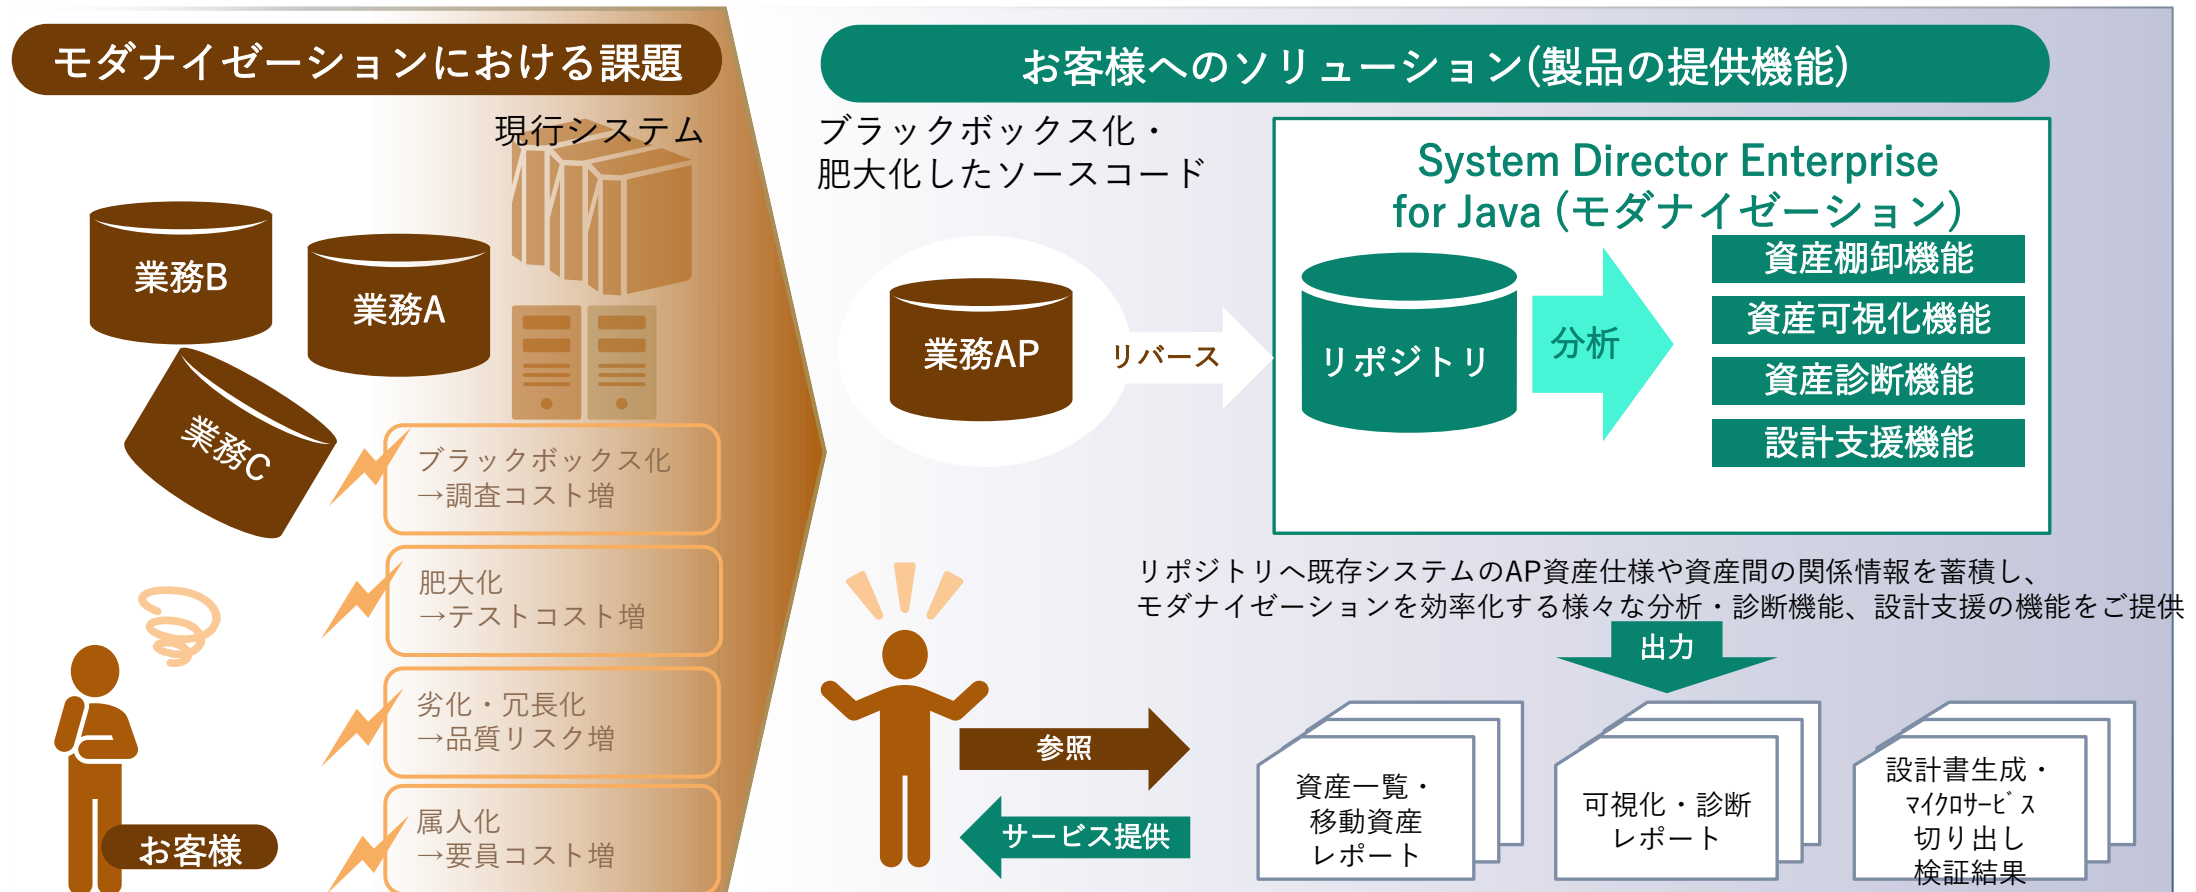 モダナイゼーションにおける課題
現行システム
業務B
業務A
業務C
ブラックボックス化
→調査コスト増
肥大化
→テストコスト増
劣化・冗長化
→品質リスク増
属人化
→要員コスト増
お客様
お客様へのソリューション(製品の提供機能)
ブラックボックス化・
肥大化したソースコード
業務AP
リバース
System Director Enterprise
for Java (モダナイゼーション)
リポジトリ
分析
資産棚卸機能
資産可視化機能
資産診断機能
設計支援機能
リポジトリへ既存システムのAP資産仕様や資産間の関係情報を蓄積し、
モダナイゼーションを効率化する様々な分析・診断機能、設計支援の機能をご提供
出力
参照
サービス提供
資産一覧・
移動資産
レポート
可視化・診断
レポート
設計書生成・
ﾏｲｸﾛｻｰﾋﾞｽ
切り出し
検証結果